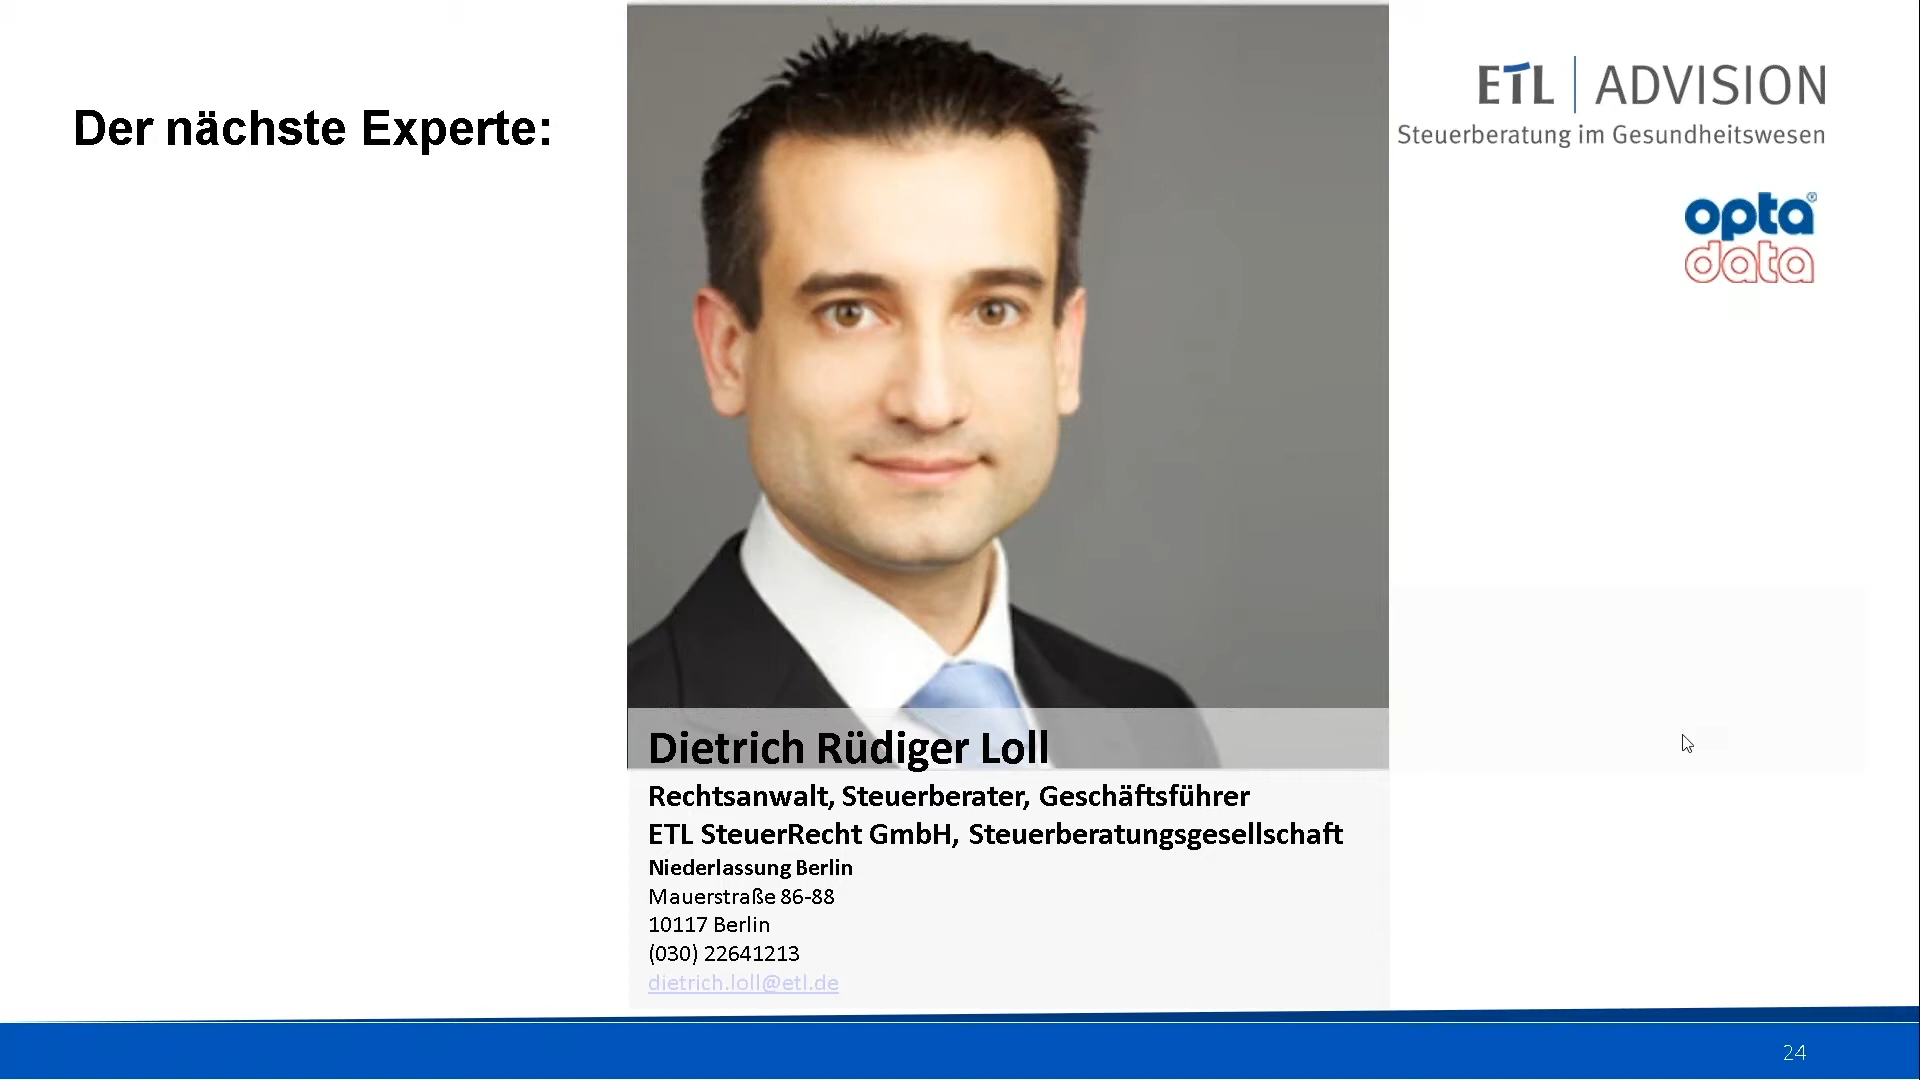 Der nächste Experte:
ETL | ADVISION
Steuerberatung im Gesundheitswesen
opta®
data
Dietrich Rüdiger Loll
Rechtsanwalt, Steuerberater, Geschäftsführer
ETL SteuerRecht GmbH, Steuerberatungsgesellschaft
Niederlassung Berlin
Mauerstraße 86-88
10117 Berlin
(030) 22641213
dietrich.loll@etl.de
24